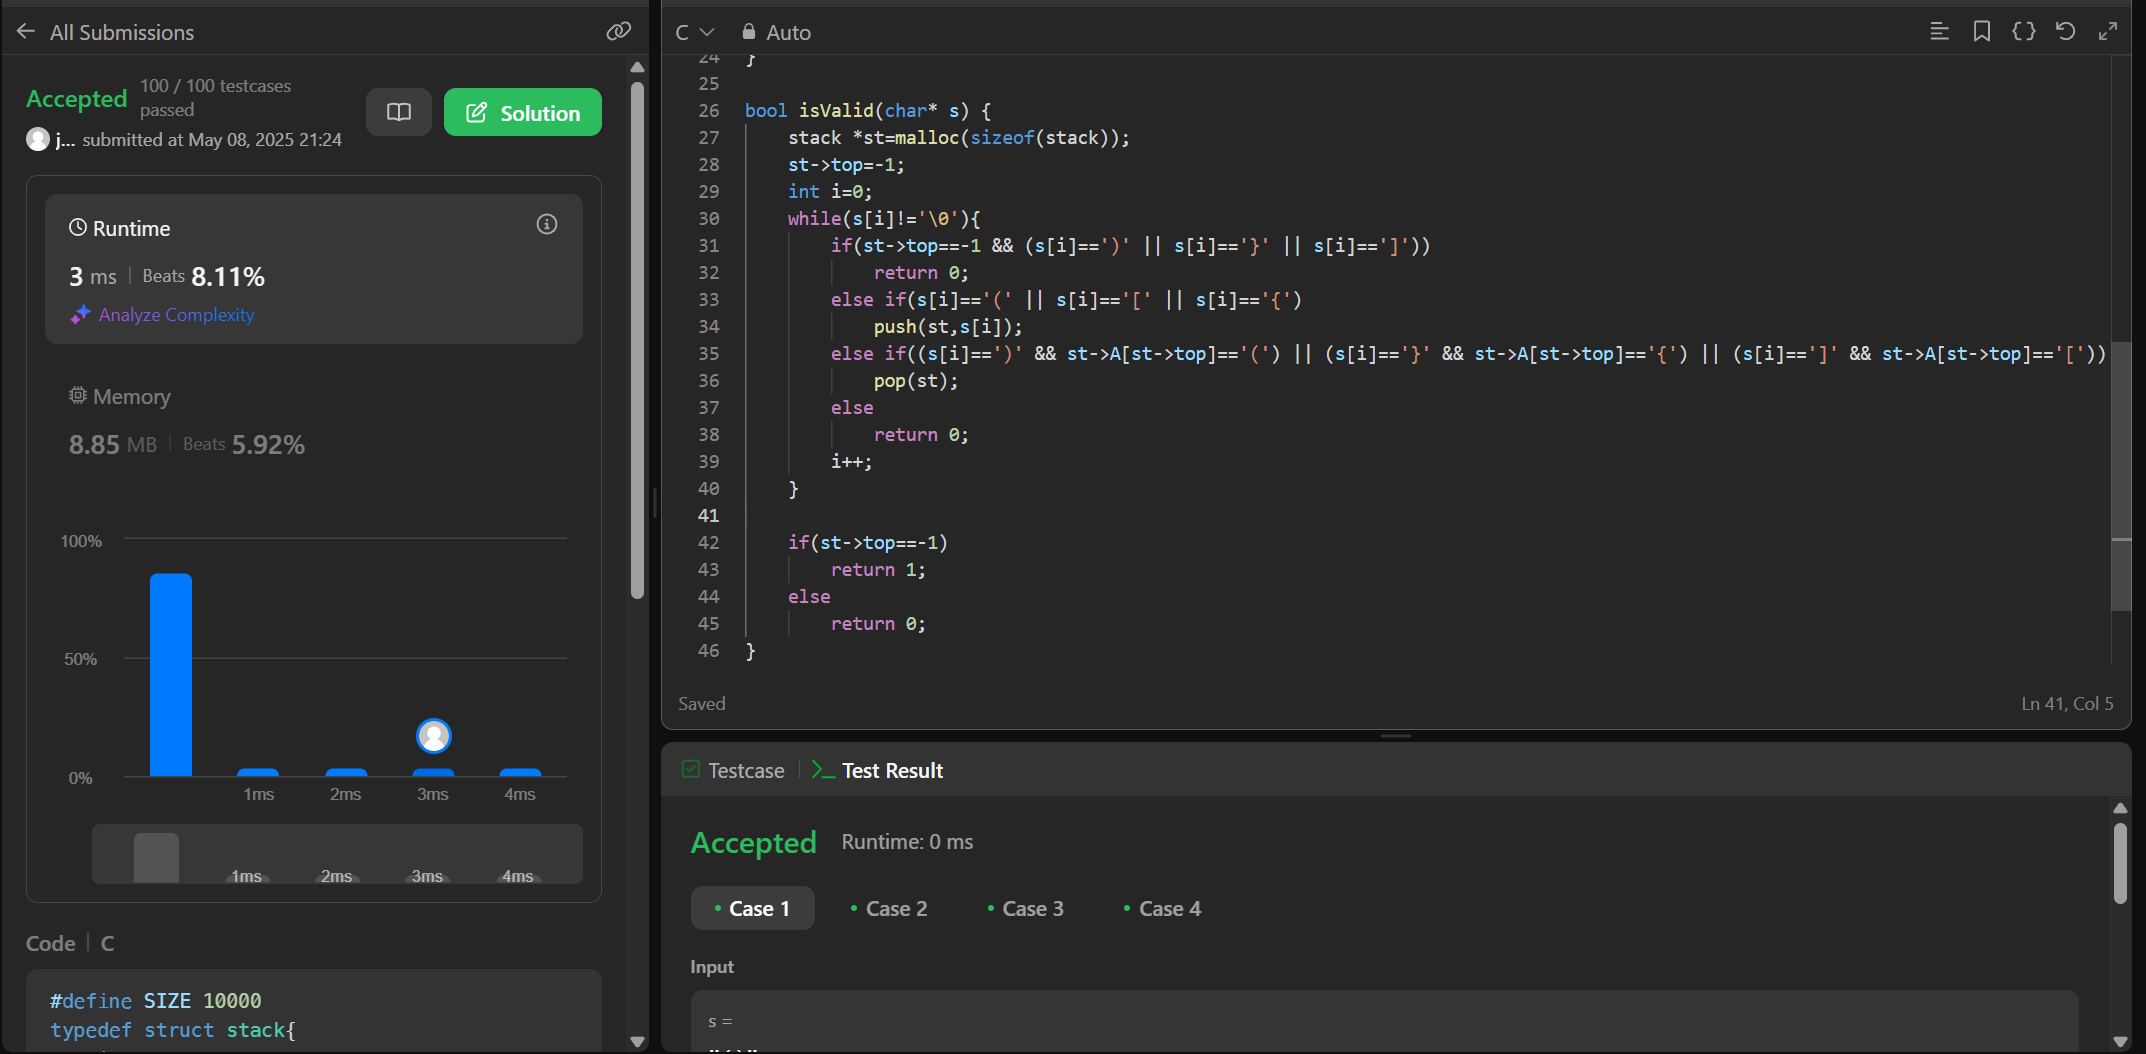 All Submissions
Accepted
100 / 100 testcases
passed
j... submitted at May 08, 2025 21:24
Solution
Runtime
3 ms | Beats 8.11%
Analyze Complexity
Memory
8.85 MB | Beats 5.92%
100%
50%
0%
1ms 2ms 3ms 4ms
1ms 2ms 3ms 4ms
Code | C
#define SIZE 10000
typedef struct stack{
C Auto
24 }
25
26 bool isValid(char* s) {
27     stack *st=malloc(sizeof(stack));
28     st->top=-1;
29     int i=0;
30     while(s[i]!='\0'){
31         if(st->top==-1 && (s[i]==')' || s[i]=='}' || s[i]==']'))
32             return 0;
33         else if(s[i]=='(' || s[i]=='[' || s[i]=='{')
34             push(st,s[i]);
35         else if((s[i]==')' && st->A[st->top]=='(') || (s[i]=='}' && st->A[st->top]=='{') || (s[i]==']' && st->A[st->top]=='['))
36             pop(st);
37         else
38             return 0;
39         i++;
40     }
41
42     if(st->top==-1)
43         return 1;
44     else
45         return 0;
46 }
Saved
Ln 41, Col 5
Testcase | >_ Test Result
Accepted Runtime: 0 ms
• Case 1 • Case 2 • Case 3 • Case 4
Input
s =